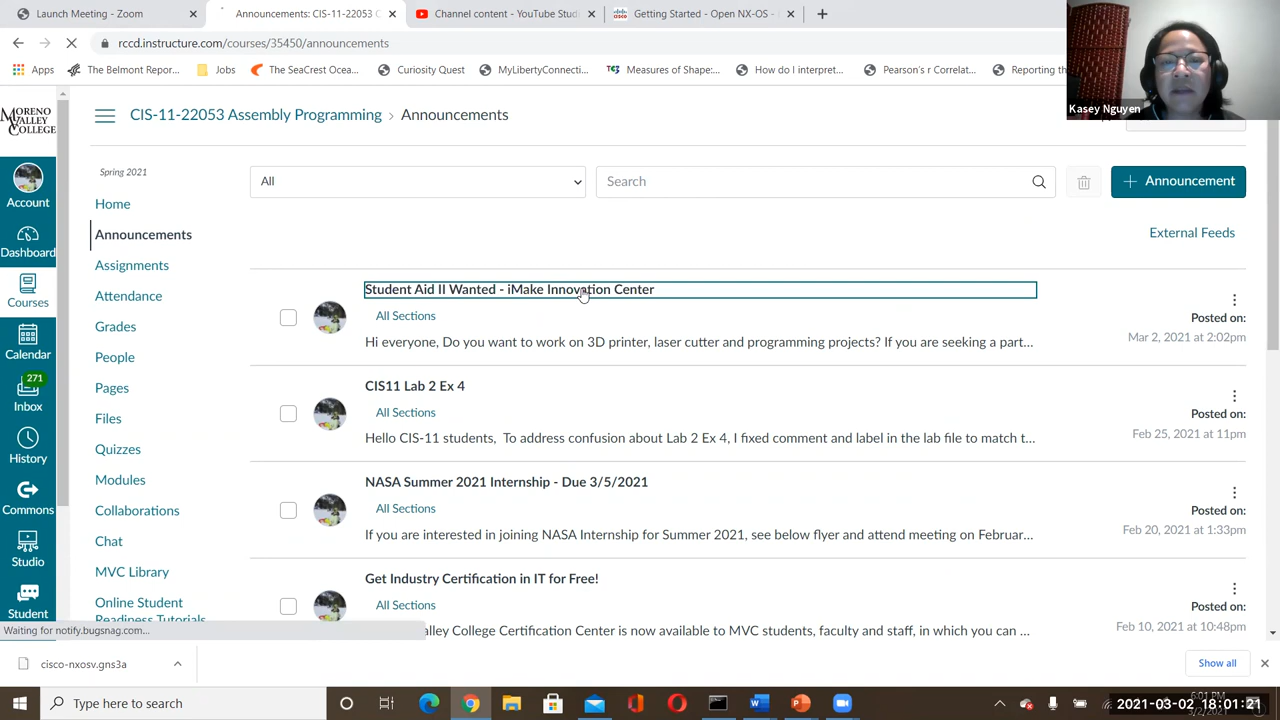 Launch Meeting - Zoom
Announcements: CIS-11-22053 C
Channel content - YouTube Stud
Getting Started - Open NX-OS -
rccd.instructure.com/courses/35450/announcements
Apps
The Belmont Repor...
Jobs
The SeaCrest Ocea...
Curiosity Quest
MyLibertyConnecti...
Measures of Shape:...
How do I interpret...
Pearson's r Correlat...
Reporting th
Kasey Nguyen
MORENO
VALLEY
COLLEGE
CIS-11-22053 Assembly Programming > Announcements
Spring 2021
All
Search
+ Announcement
Account
Dashboard
Courses
Calendar
271
Inbox
History
Commons
Studio
Student
Home
Announcements
Assignments
Attendance
Grades
People
Pages
Files
Quizzes
Modules
Collaborations
Chat
MVC Library
Online Student
Readiness Tutorials
External Feeds
Student Aid II Wanted - iMake Innovation Center
All Sections
Hi everyone, Do you want to work on 3D printer, laser cutter and programming projects? If you are seeking a part...
Posted on:
Mar 2, 2021 at 2:02pm
CIS11 Lab 2 Ex 4
All Sections
Hello CIS-11 students, To address confusion about Lab 2 Ex 4, I fixed comment and label in the lab file to match t...
Posted on:
Feb 25, 2021 at 11pm
NASA Summer 2021 Internship - Due 3/5/2021
All Sections
If you are interested in joining NASA Internship for Summer 2021, see below flyer and attend meeting on Februar...
Posted on:
Feb 20, 2021 at 1:33pm
Get Industry Certification in IT for Free!
All Sections
alley College Certification Center is now available to MVC students, faculty and staff, in which you can ...
Posted on:
Feb 10, 2021 at 10:48pm
Waiting for notify.bugsnag.com...
cisco-nxosv.gns3a
Show all
Type here to search
6:01 PM
2021-03-02 18:01:21